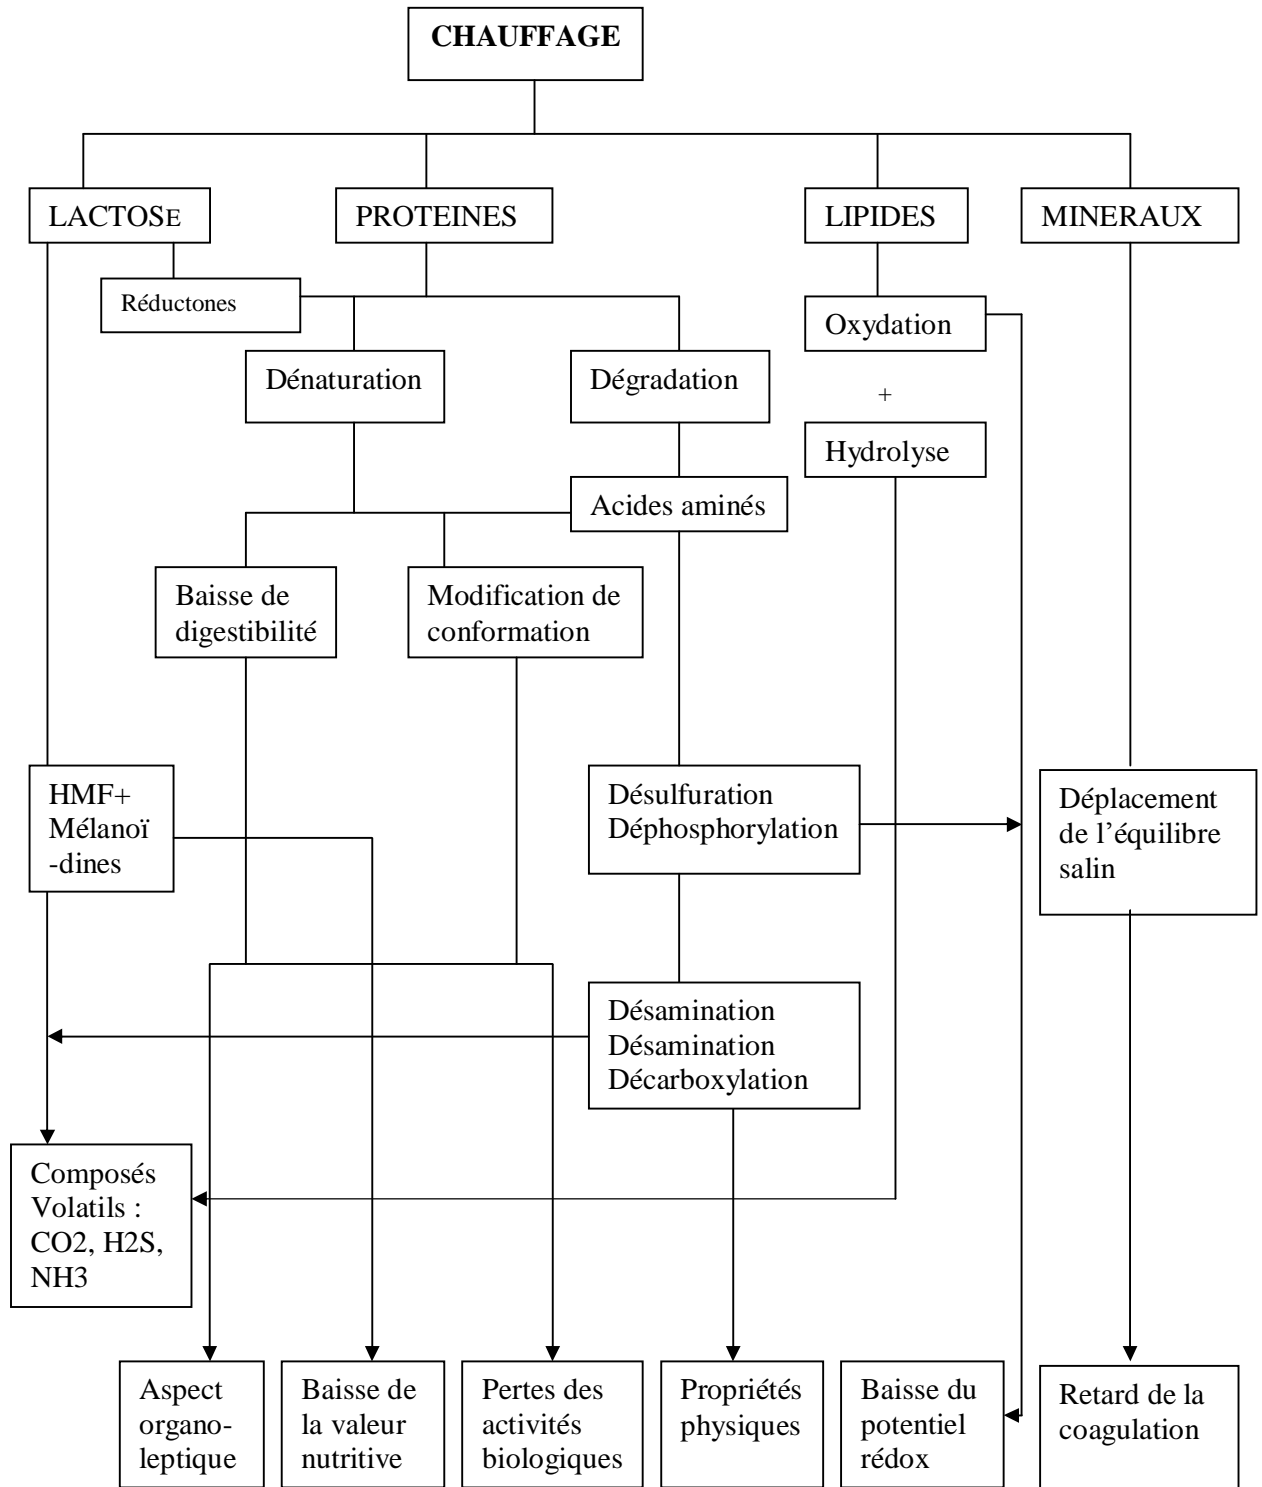 CHAUFFAGE
LACTOSE
PROTEINES
LIPIDES
MINERAUX
Réductones
Oxydation
Dénaturation
Dégradation
+
Hydrolyse
Acides aminés
Baisse de
digestibilité
Modification de
conformation
HMF+
Mélanoï
-dines
Désulfuration
Déphosphorylation
Déplacement
de l’équilibre
salin
Désamination
Désamination
Décarboxylation
Composés
Volatils :
CO2, H2S,
NH3
Aspect
organo-
leptique
Baisse de
la valeur
nutritive
Pertes des
activités
biologiques
Propriétés
physiques
Baisse du
potentiel
rédox
Retard de la
coagulation